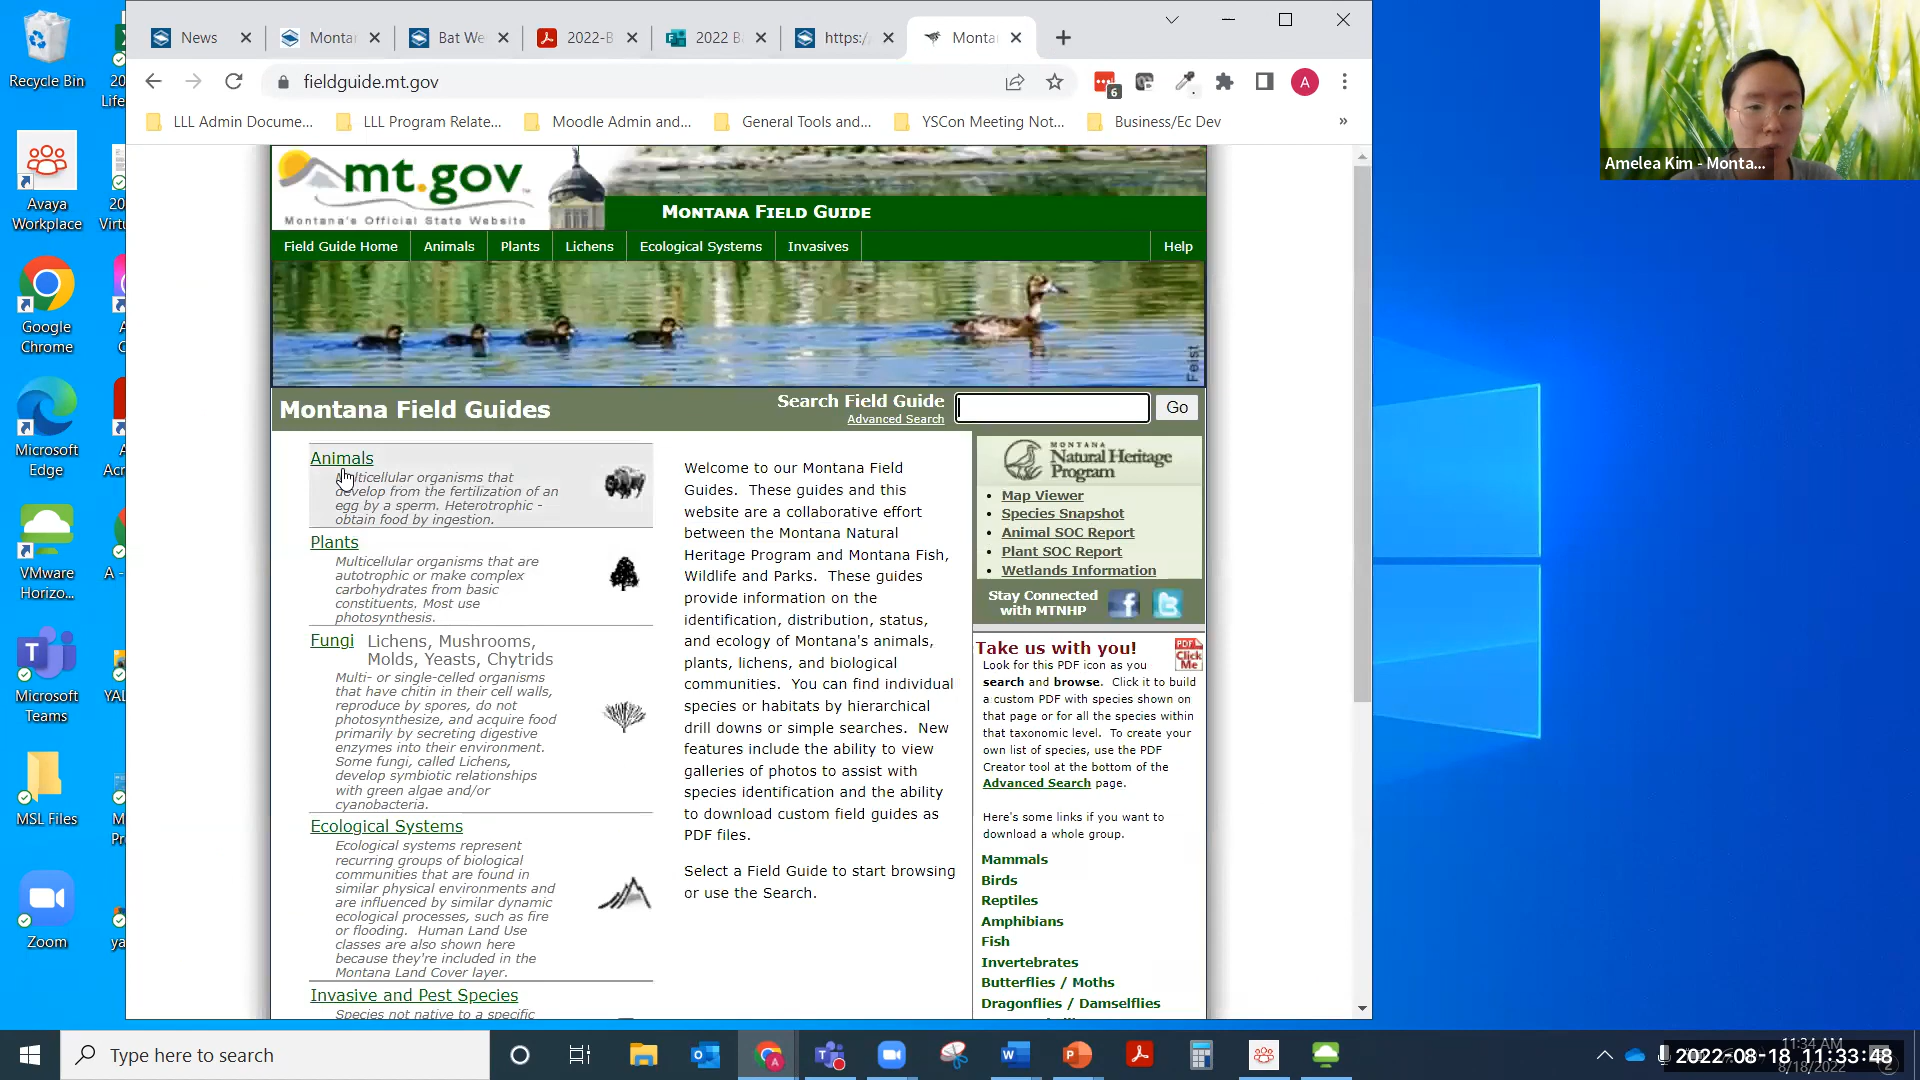 Recycle Bin
Avaya
Workplace
Google
Chrome
Microsoft
Edge
VMware
Horizo...
Microsoft
Teams
MSL Files
Zoom
News
Bat We
fieldguide.mt.gov
6
A
LLL Admin Docume...
LLL Program Relate...
Moodle Admin and...
General Tools and...
YSCon Meeting Not...
Business/Ec Dev
»
mt.gov
Montana's Official State Website
MONTANA FIELD GUIDE
Field Guide Home
Animals
Plants
Lichens
Ecological Systems
Invasives
Help
Feist
Montana Field Guides
Search Field Guide
Advanced Search
Go
Animals
Multicellular organisms that
develop from the fertilization of an
egg by a sperm. Heterotrophic -
obtain food by ingestion.
Plants
Multicellular organisms that are
autotrophic or make complex
carbohydrates from basic
constituents. Most use
photosynthesis.
Fungi Lichens, Mushrooms,
Molds, Yeasts, Chytrids
Multi- or single-celled organisms
that have chitin in their cell walls,
reproduce by spores, do not
photosynthesize, and acquire food
primarily by secreting digestive
enzymes into their environment.
Some fungi, called Lichens,
develop symbiotic relationships
with green algae and/or
cyanobacteria.
Ecological Systems
Ecological systems represent
recurring groups of biological
communities that are found in
similar physical environments and
are influenced by similar dynamic
ecological processes, such as fire
or flooding. Human Land Use
classes are also shown here
because they're included in the
Montana Land Cover layer.
Invasive and Pest Species
Species not native to a specific
Welcome to our Montana Field
Guides. These guides and this
website are a collaborative effort
between the Montana Natural
Heritage Program and Montana Fish,
Wildlife and Parks. These guides
provide information on the
identification, distribution, status,
and ecology of Montana's animals,
plants, lichens, and biological
communities. You can find individual
species or habitats by hierarchical
drill downs or simple searches. New
features include the ability to view
galleries of photos to assist with
species identification and the ability
to download custom field guides as
PDF files.
Select a Field Guide to start browsing
or use the Search.
MONTANA
Natural Heritage
Program
Map Viewer
Species Snapshot
Animal SOC Report
Plant SOC Report
Wetlands Information
Stay Connected
with MTNHP
Take us with you!
PDF
Click
Me
Look for this PDF icon as you
search and browse. Click it to build
a custom PDF with species shown on
that page or for all the species within
that taxonomic level. To create your
own list of species, use the PDF
Creator tool at the bottom of the
Advanced Search page.
Here's some links if you want to
download a whole group.
Mammals
Birds
Reptiles
Amphibians
Fish
Invertebrates
Butterflies / Moths
Dragonflies / Damselflies
Amelea Kim - Monta...
Type here to search
11:34 AM
8/18/2022
2022-08-18 11:33:48